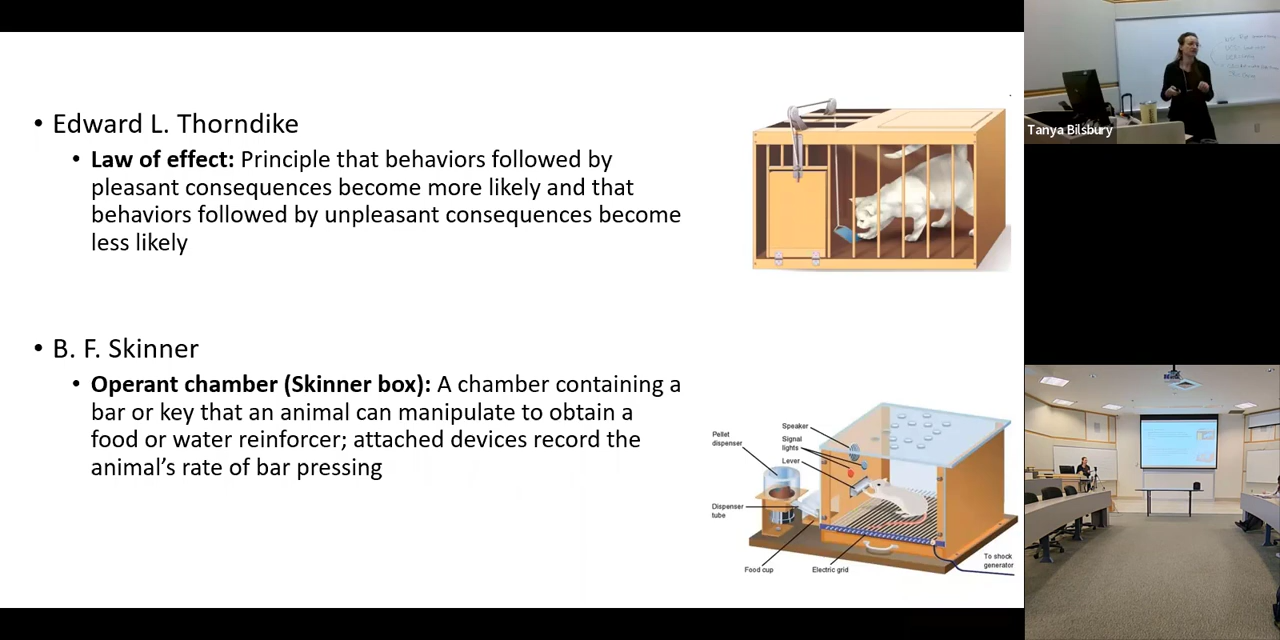 • Edward L. Thorndike
• Law of effect: Principle that behaviors followed by
pleasant consequences become more likely and that
behaviors followed by unpleasant consequences become
less likely
• B. F. Skinner
• Operant chamber (Skinner box): A chamber containing a
bar or key that an animal can manipulate to obtain a
food or water reinforcer; attached devices record the
animal’s rate of bar pressing
Speaker
Signal
lights
Lever
Pellet
dispenser
Dispenser
tube
Food cup
Electric grid
To shock
generator
Tanya Bilsbury